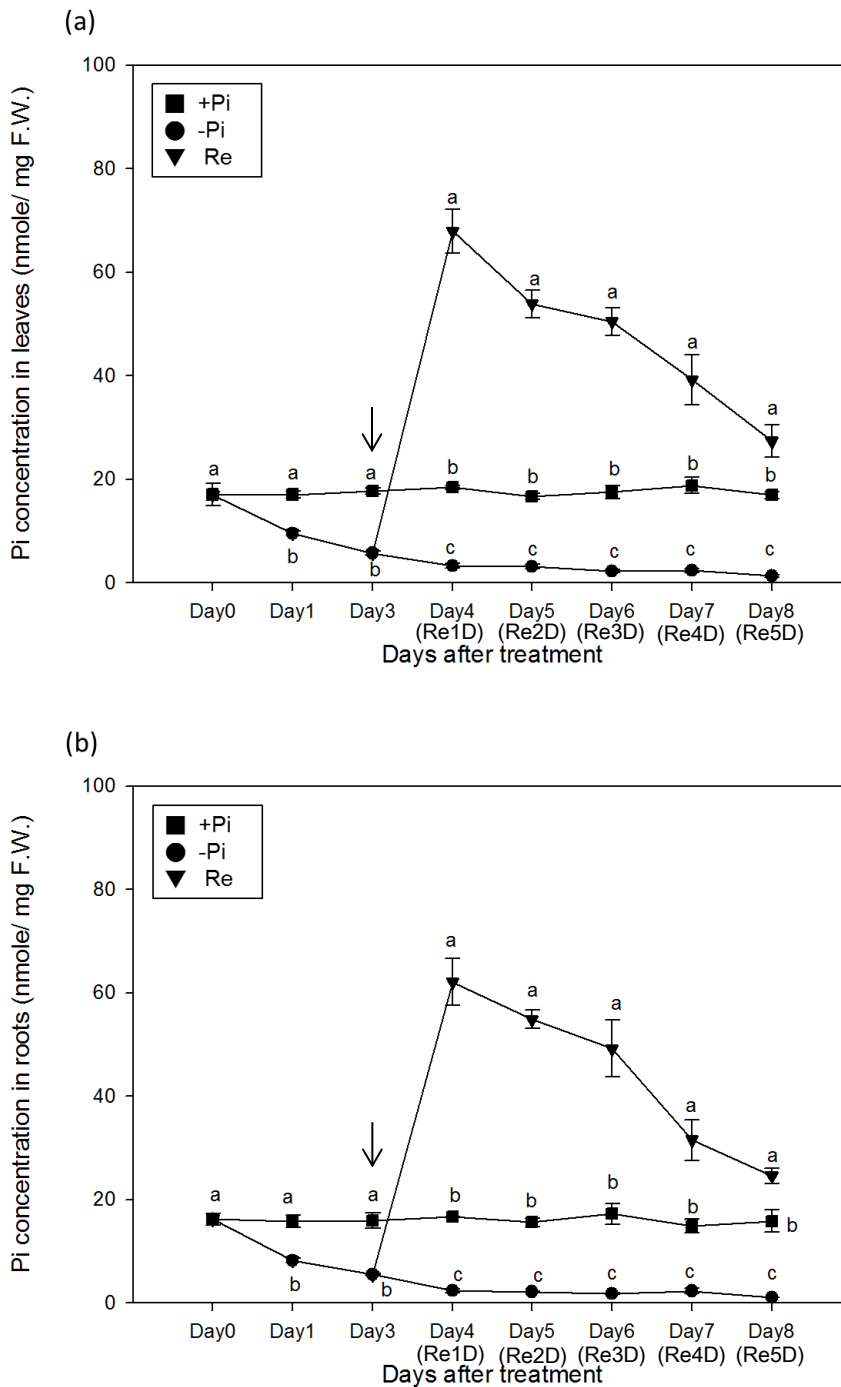 (a)
Pi concentration in leaves (nmole/ mg F.W.)
100
80
60
40
20
0
+Pi
-Pi
Re
a
a
a
a
a
a
a
a
b
b
b
b
b
b
b
c
c
c
c
c
Day0 Day1 Day3 Day4 Day5 Day6 Day7 Day8
(Re1D) (Re2D) (Re3D) (Re4D) (Re5D)
Days after treatment
(b)
Pi concentration in roots (nmole/ mg F.W.)
100
80
60
40
20
0
+Pi
-Pi
Re
a
a
a
a
a
a
a
a
b
b
b
b
b
b
b
c
c
c
c
c
Day0 Day1 Day3 Day4 Day5 Day6 Day7 Day8
(Re1D) (Re2D) (Re3D) (Re4D) (Re5D)
Days after treatment